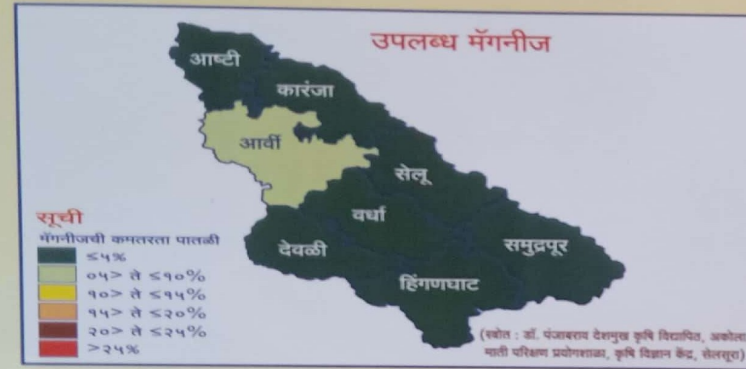 उपलब्ध मॅगनीज
आष्टी
कारंजा
आर्वी
सेलू
वर्धा
देवळी
समुद्रपूर
हिंगणघाट
सूची
मॅगनीजची कमतरता पातळी
≤५%
०५> ते ≤१०%
१०> ते ≤१५%
१५> ते ≤२०%
२०> ते ≤२५%
>२५%
(स्त्रोत : डॉ. पंजाबराव देशमुख कृषि विद्यापित, अकोला
माती परिक्षण प्रयोगशाळा, कृषि विज्ञान केंद्र, सेलसूरा)